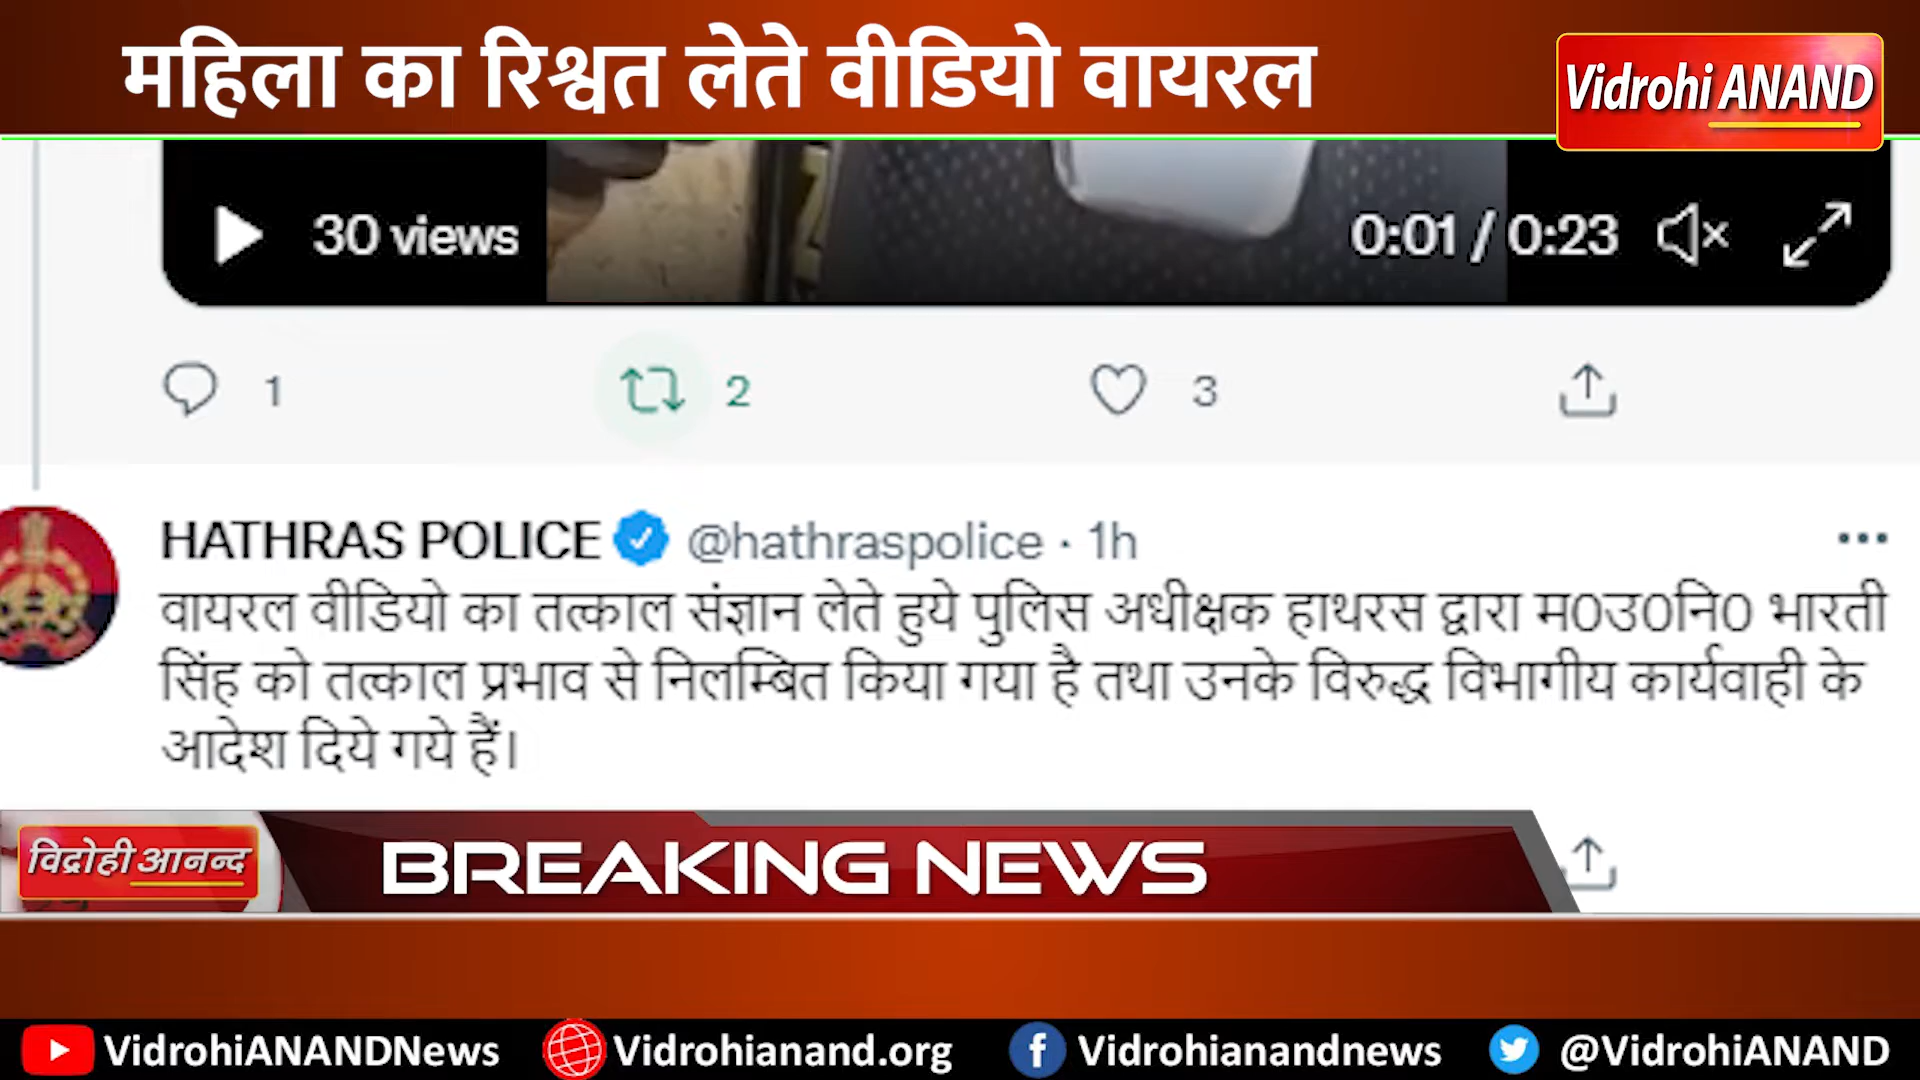 महिला का रिश्वत लेते वीडियो वायरल
Vidrohi ANAND
30 views
0:01 / 0:23
1
2
3
HATHRAS POLICE @hathraspolice · 1h
वायरल वीडियो का तत्काल संज्ञान लेते हुये पुलिस अधीक्षक हाथरस द्वारा म0उ0नि0 भारती
सिंह को तत्काल प्रभाव से निलम्बित किया गया है तथा उनके विरुद्ध विभागीय कार्यवाही के
आदेश दिये गये हैं।
विद्रोही आनन्द
BREAKING NEWS
VidrohiANANDNews
Vidrohianand.org
Vidrohianandnews
@VidrohiANAND